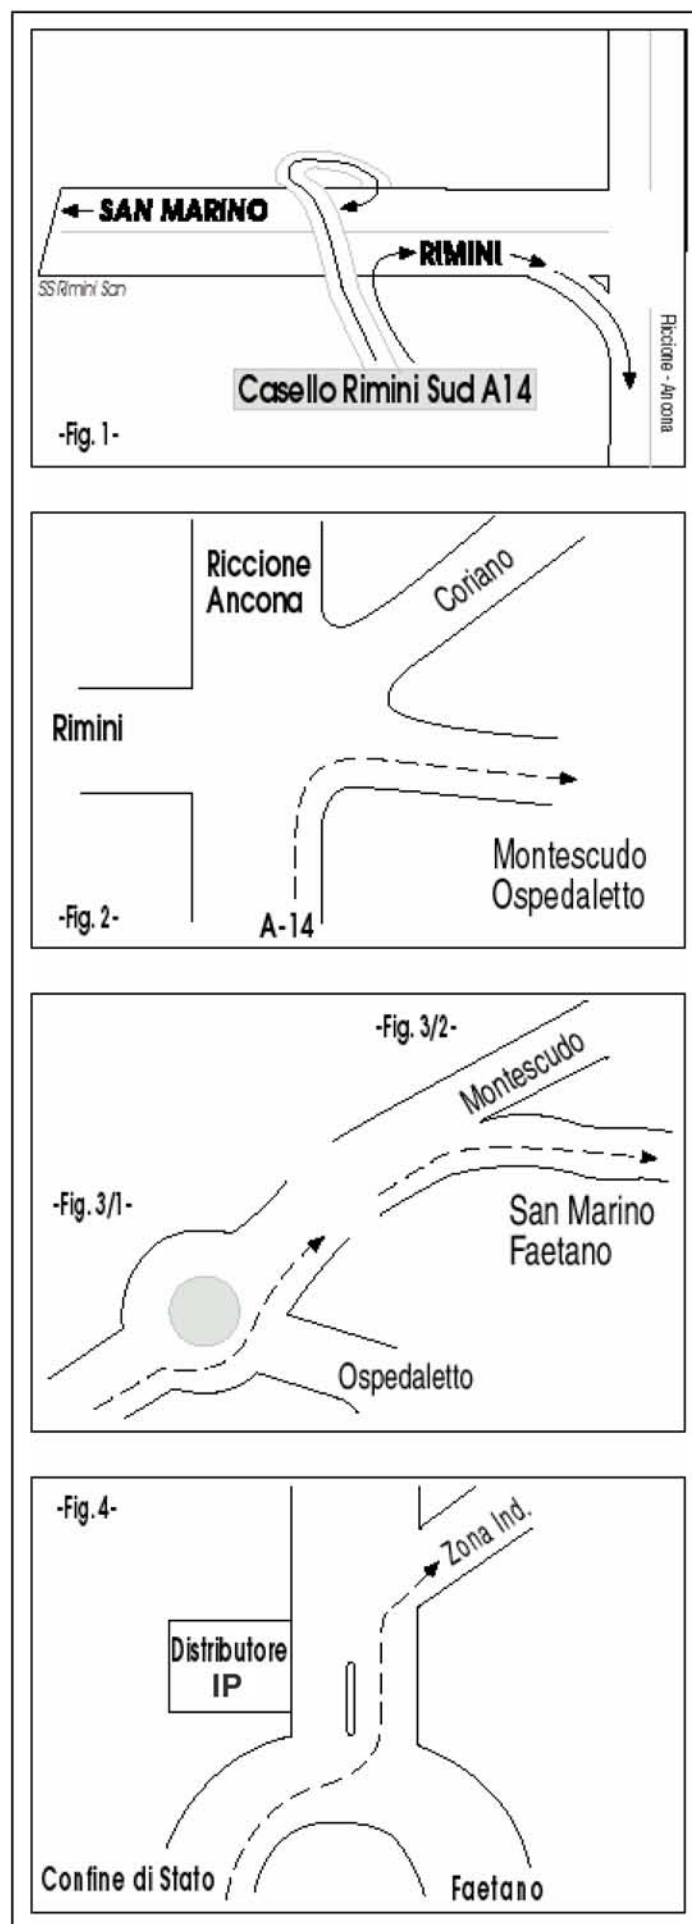 SAN MARINO
RIMINI
SS Rimini San
Riccione - Ancona
Casello Rimini Sud A14
-Fig. 1-
Riccione
Ancona
Coriano
Rimini
Montescudo
Ospedaletto
-Fig. 2-
A-14
-Fig. 3/2-
Montescudo
-Fig. 3/1-
San Marino
Faetano
Ospedaletto
-Fig. 4-
Zona Ind.
Distributore
IP
Confine di Stato
Faetano